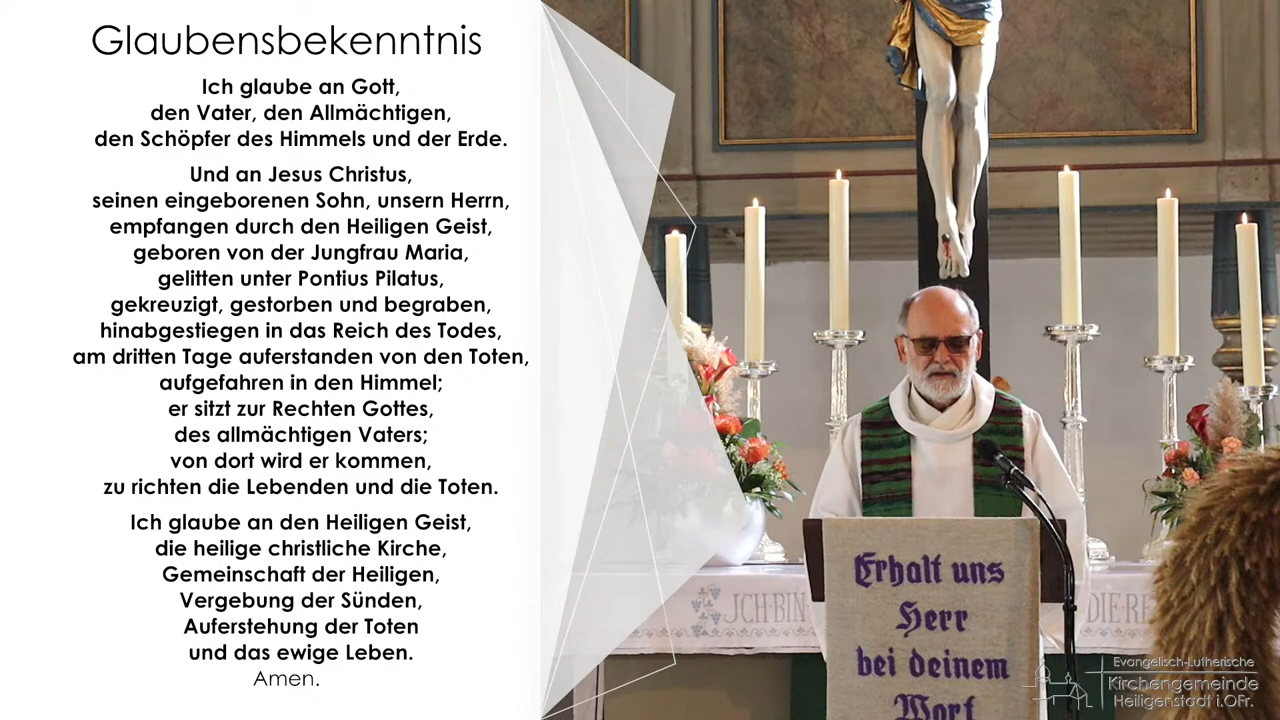 Glaubensbekenntnis
Ich glaube an Gott,
den Vater, den Allmächtigen,
den Schöpfer des Himmels und der Erde.
Und an Jesus Christus,
seinen eingeborenen Sohn, unsern Herrn,
empfangen durch den Heiligen Geist,
geboren von der Jungfrau Maria,
gelitten unter Pontius Pilatus,
gekreuzigt, gestorben und begraben,
hinabgestiegen in das Reich des Todes,
am dritten Tage auferstanden von den Toten,
aufgefahren in den Himmel;
er sitzt zur Rechten Gottes,
des allmächtigen Vaters;
von dort wird er kommen,
zu richten die Lebenden und die Toten.
Ich glaube an den Heiligen Geist,
die heilige christliche Kirche,
Gemeinschaft der Heiligen,
Vergebung der Sünden,
Auferstehung der Toten
und das ewige Leben.
Amen.
Erhalt uns
Herr
bei deinem
Wort
JCH·BIN
DIE·RE
Evangelisch-Lutherische
Kirchengemeinde
Heiligenstadt i.OFr.